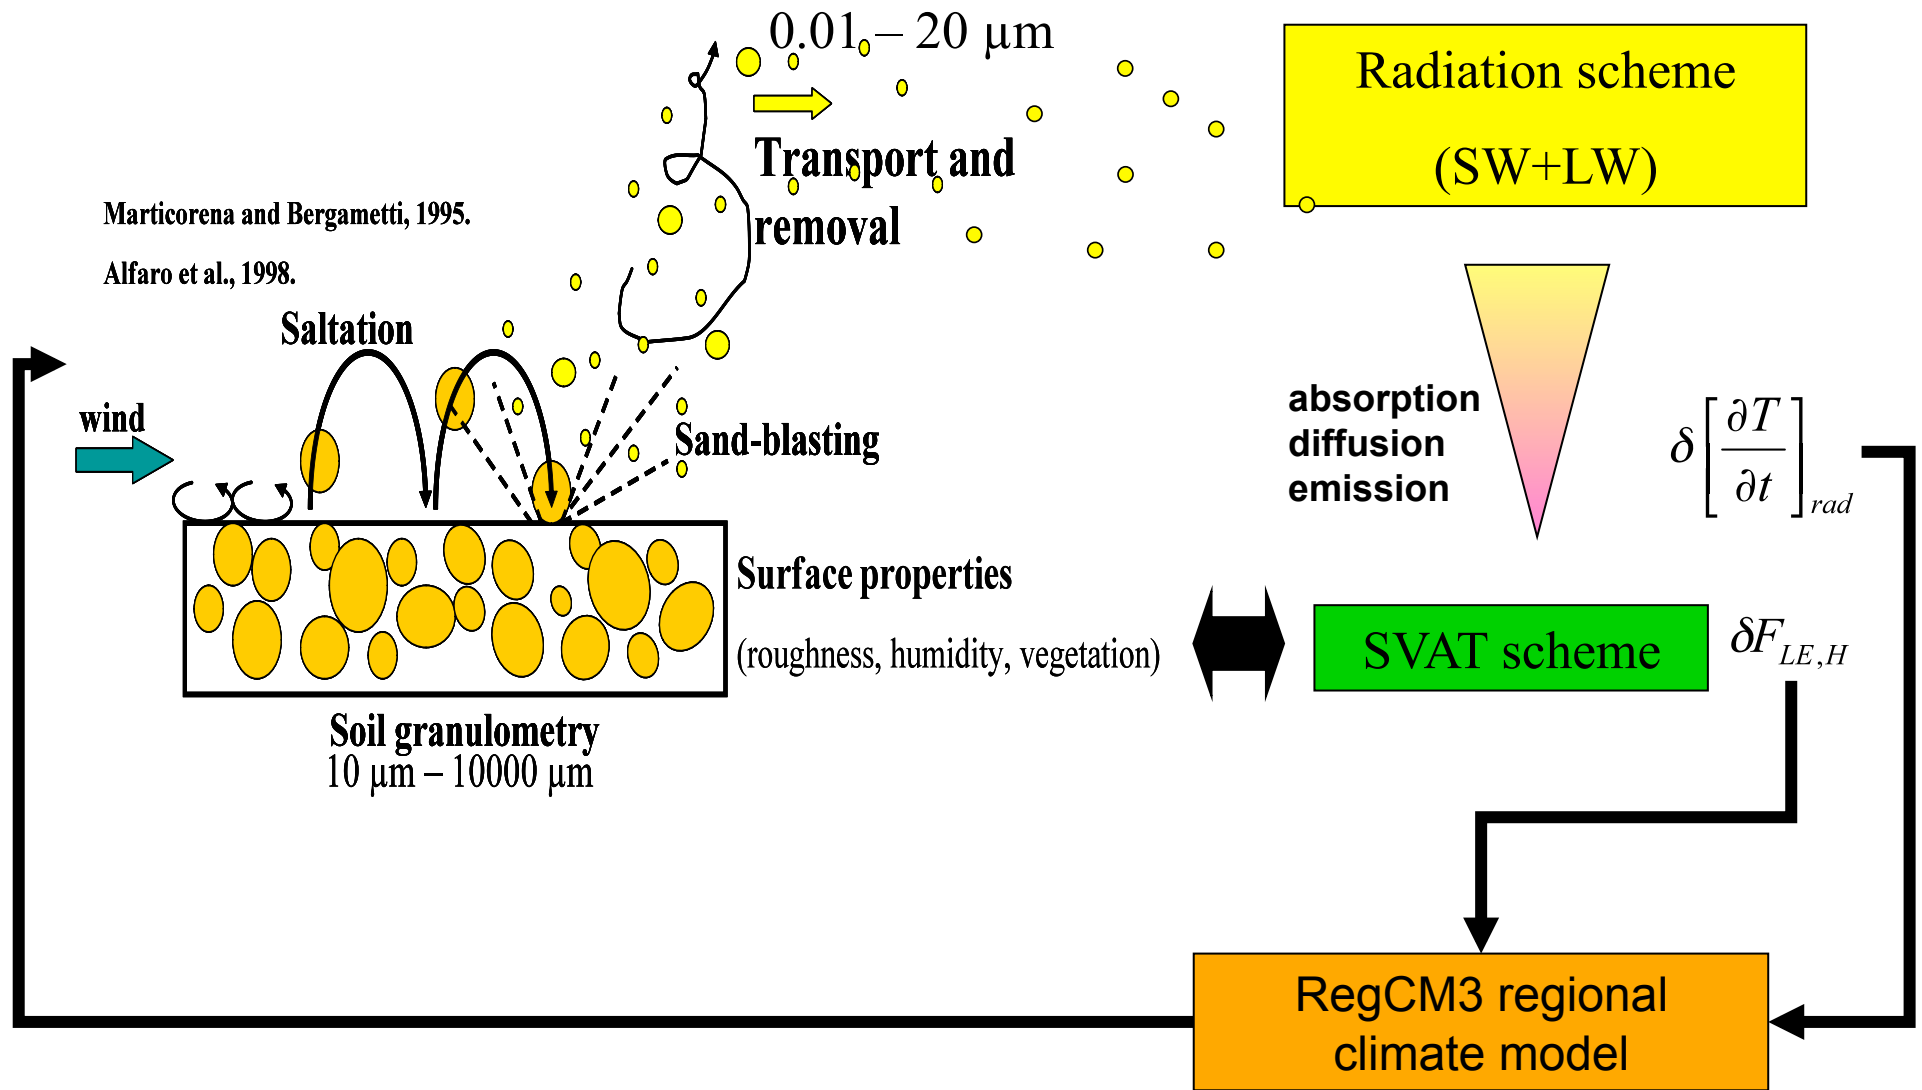 0.01 – 20 µm
Radiation scheme
(SW+LW)
Transport and
removal
Marticorena and Bergametti, 1995.
Alfaro et al., 1998.
Saltation
wind
Sand-blasting
absorption
diffusion
emission
δ[∂T/∂t]rad
Surface properties
(roughness, humidity, vegetation)
SVAT scheme
δF_LE,H
Soil granulometry
10 µm – 10000 µm
RegCM3 regional
climate model